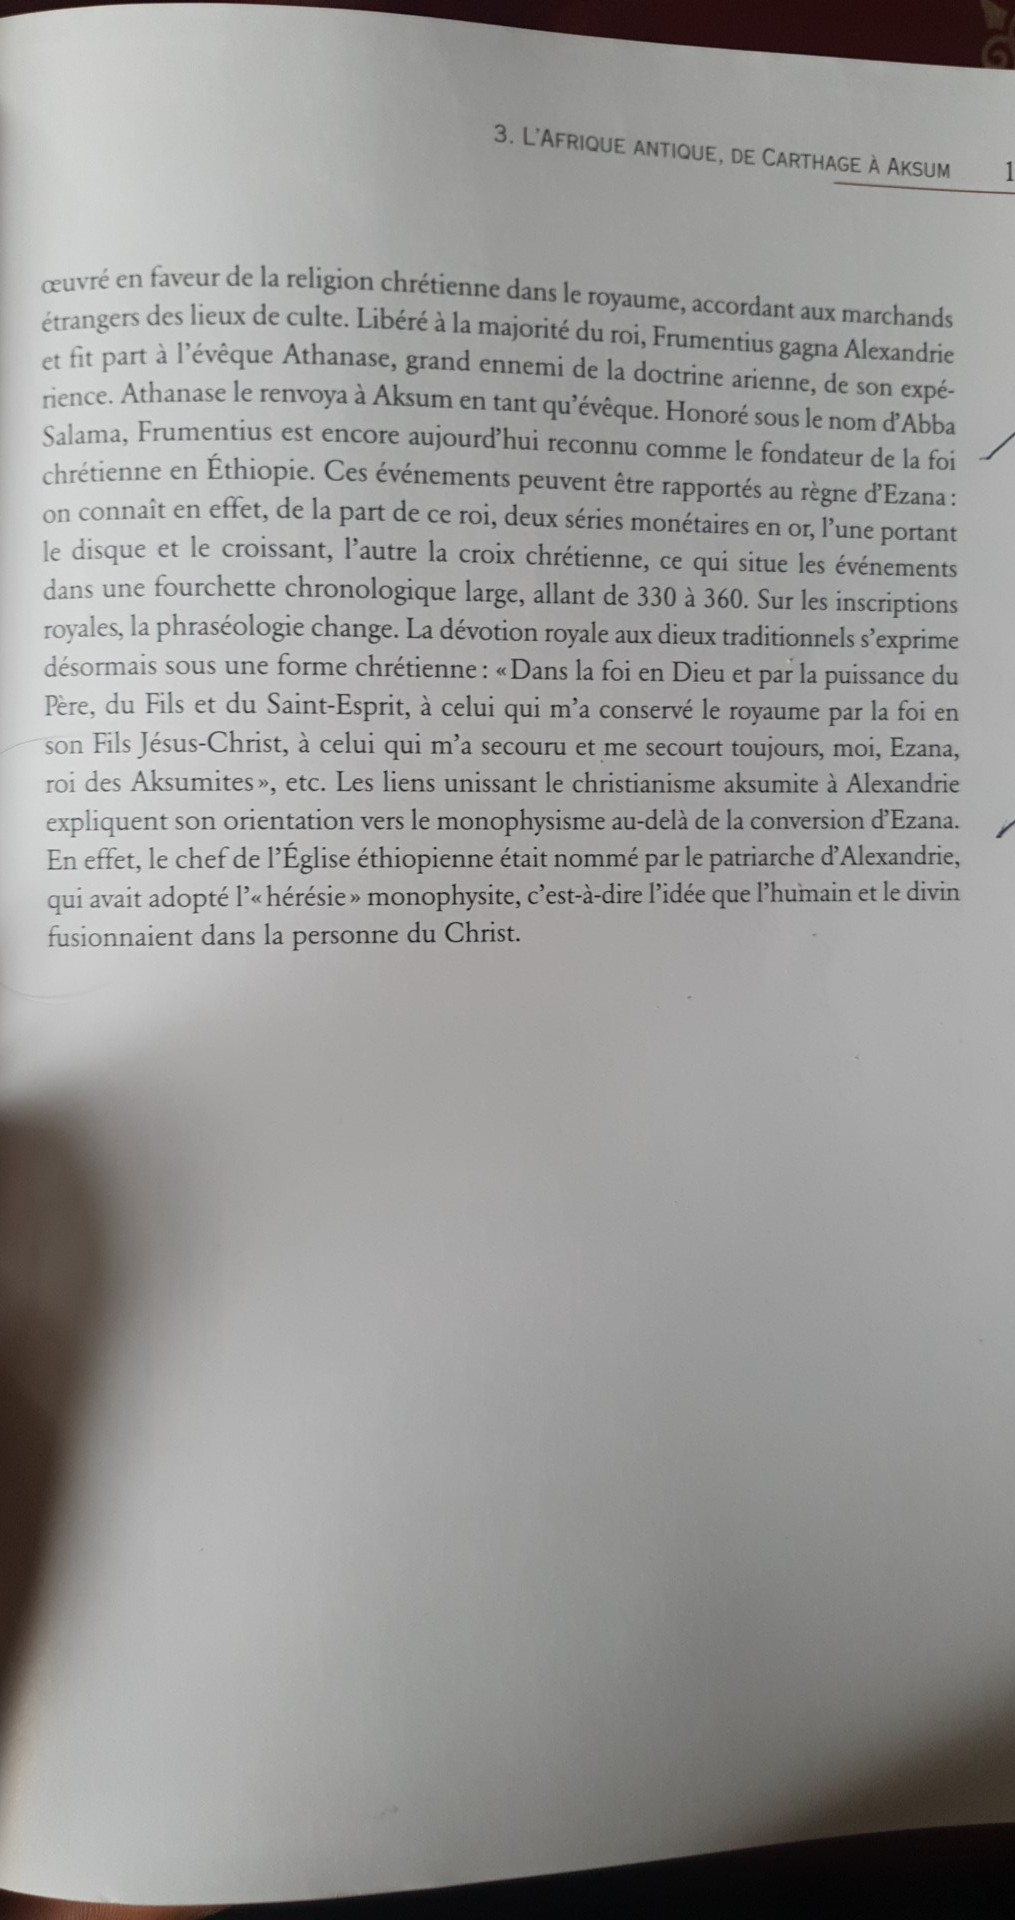 3. L'AFRIQUE ANTIQUE, DE CARTHAGE À AKSUM
œuvré en faveur de la religion chrétienne dans le royaume, accordant aux marchands
étrangers des lieux de culte. Libéré à la majorité du roi, Frumentius gagna Alexandrie
et fit part à l'évêque Athanase, grand ennemi de la doctrine arienne, de son expé-
rience. Athanase le renvoya à Aksum en tant qu'évêque. Honoré sous le nom d'Abba
Salama, Frumentius est encore aujourd'hui reconnu comme le fondateur de la foi
chrétienne en Éthiopie. Ces événements peuvent être rapportés au règne d'Ezana :
on connaît en effet, de la part de ce roi, deux séries monétaires en or, l'une portant
le disque et le croissant, l'autre la croix chrétienne, ce qui situe les événements
dans une fourchette chronologique large, allant de 330 à 360. Sur les inscriptions
royales, la phraséologie change. La dévotion royale aux dieux traditionnels s'exprime
désormais sous une forme chrétienne : « Dans la foi en Dieu et par la puissance du
Père, du Fils et du Saint-Esprit, à celui qui m'a conservé le royaume par la foi en
son Fils Jésus-Christ, à celui qui m'a secouru et me secourt toujours, moi, Ezana,
roi des Aksumites », etc. Les liens unissant le christianisme aksumite à Alexandrie
expliquent son orientation vers le monophysisme au-delà de la conversion d'Ezana.
En effet, le chef de l'Église éthiopienne était nommé par le patriarche d'Alexandrie,
qui avait adopté l'« hérésie » monophysite, c'est-à-dire l'idée que l'humain et le divin
fusionnaient dans la personne du Christ.